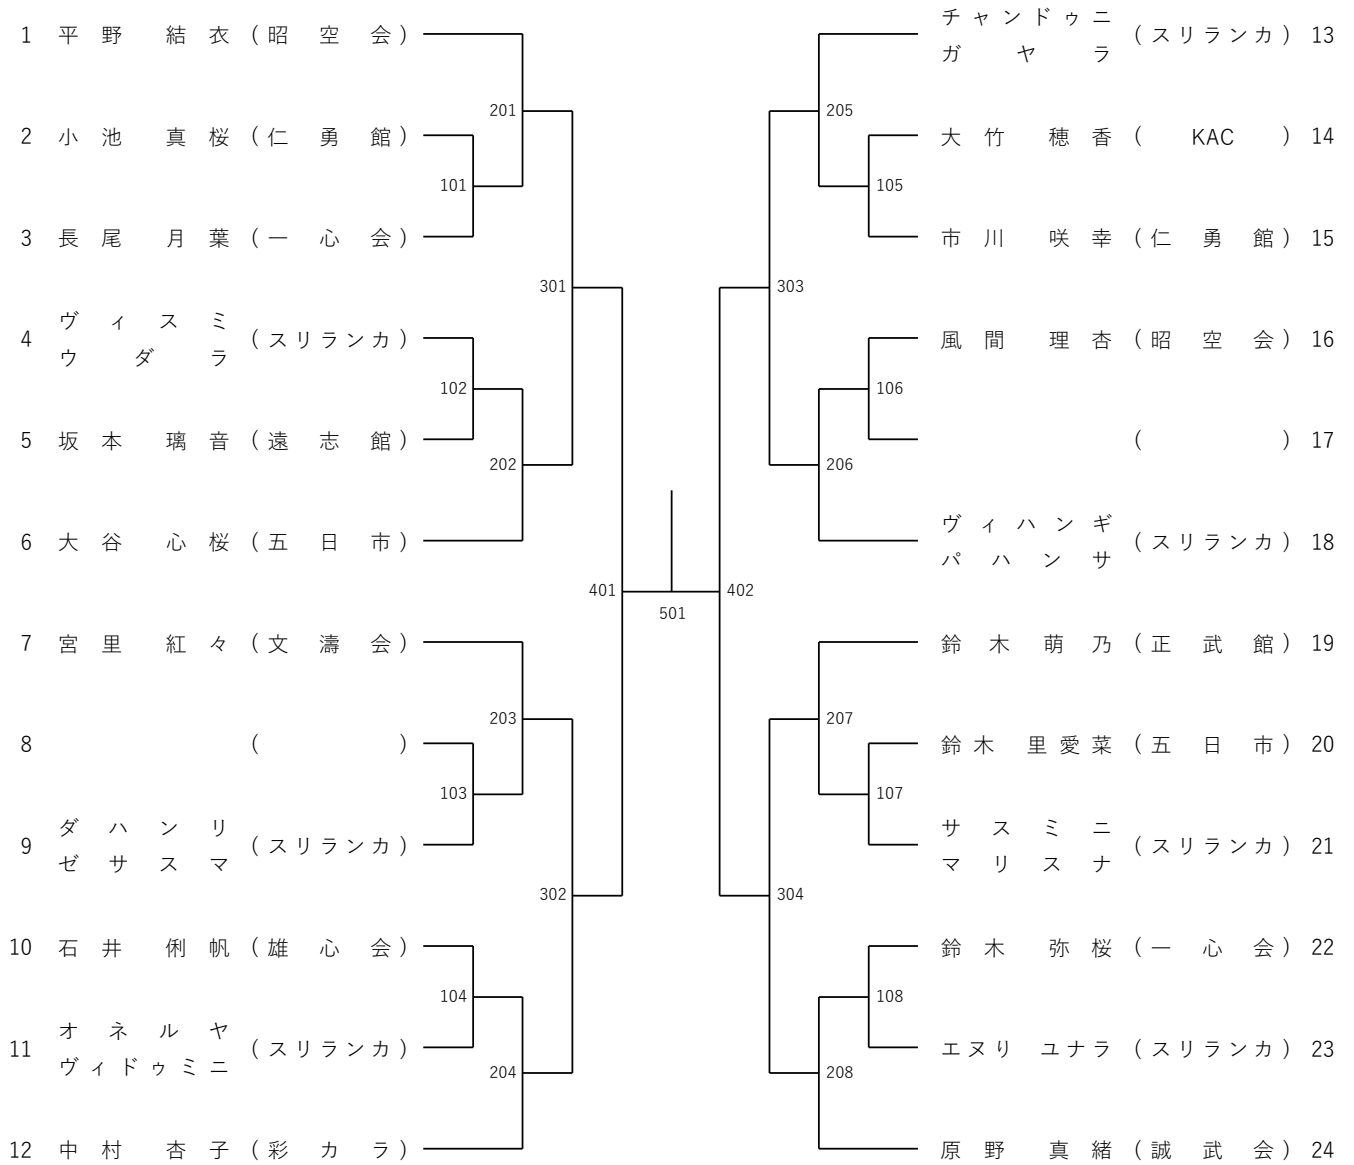 1 平野 結衣 (昭空会)
201
2 小池 真桜 (仁勇館)
101
3 長尾 月葉 (一心会)
301
4 ヴィスミ
ウダラ (スリランカ)
102
5 坂本 璃音 (遠志館)
202
6 大谷 心桜 (五日市)
401
7 宮里 紅々 (文濤会)
203
8 ( )
103
9 ダハンリ
ゼサスマ (スリランカ)
302
10 石井 俐帆 (雄心会)
104
11 オネルヤ
ヴィドゥミニ (スリランカ)
204
12 中村 杏子 (彩カラ)
501
チャンドゥニ
ガヤラ (スリランカ) 13
205
大竹 穂香 (KAC) 14
105
市川 咲幸 (仁勇館) 15
303
風間 理杏 (昭空会) 16
106
( ) 17
206
ヴィハンギ
パハンサ (スリランカ) 18
402
鈴木萌乃 (正武館) 19
207
鈴木 里愛菜 (五日市) 20
107
サスミニ
マリスナ (スリランカ) 21
304
鈴木 弥桜 (一心会) 22
108
エヌり ユナラ (スリランカ) 23
208
原野 真緒 (誠武会) 24